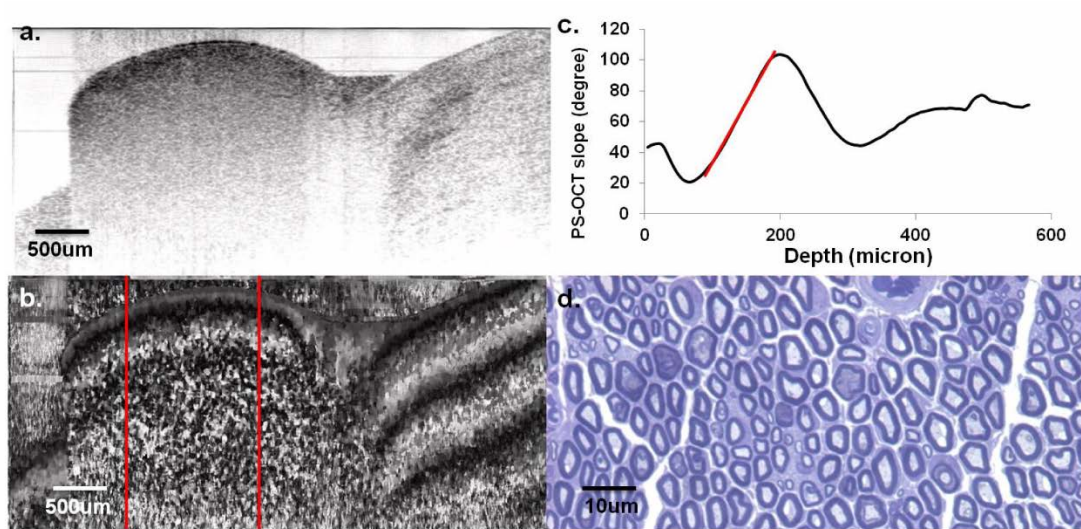 a.
500um
b.
500um
c.
PS-OCT slope (degree)
120
100
80
60
40
20
0
0 200 400 600
Depth (micron)
d.
10um